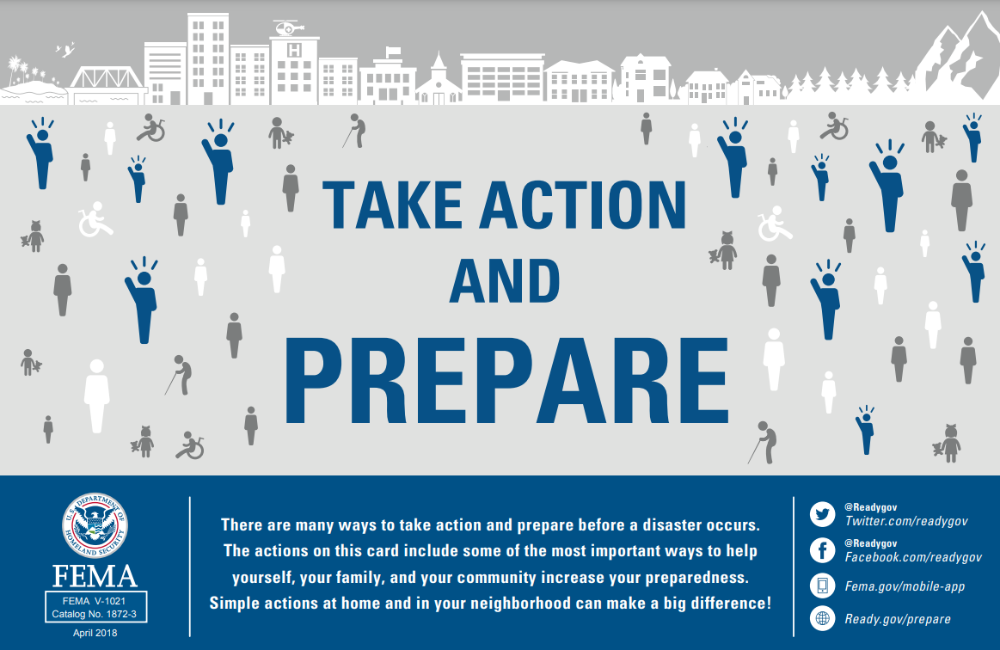 H
TAKE ACTION
AND
PREPARE
U.S. DEPARTMENT OF
HOMELAND SECURITY
FEMA
FEMA V-1021
Catalog No. 1872-3
April 2018
There are many ways to take action and prepare before a disaster occurs.
The actions on this card include some of the most important ways to help
yourself, your family, and your community increase your preparedness.
Simple actions at home and in your neighborhood can make a big difference!
@Readygov
Twitter.com/readygov
@Readygov
Facebook.com/readygov
Fema.gov/mobile-app
Ready.gov/prepare